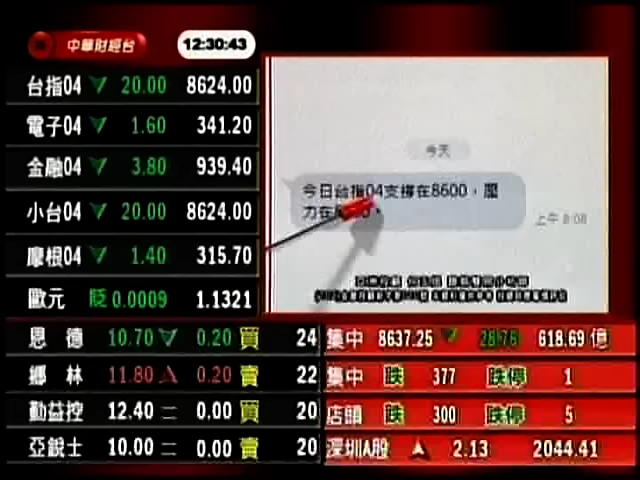 中華財經台 12:30:43
台指04 ▽ 20.00 8624.00
電子04 ▽ 1.60 341.20
金融04 ▽ 3.80 939.40
小台04 ▽ 20.00 8624.00
摩根04 ▽ 1.40 315.70
歐元 貶 0.0009 1.1321
今天
今日台指04支撐在8600，壓
力在
上午 8:08
恩德 10.70 ▽ 0.20 買 24
鄉林 11.80 △ 0.20 賣 22
勤益控 12.40 = 0.00 買 20
亞銳士 10.00 = 0.00 賣 20
集中 8637.25 ▼ 28.76 618.69 億
集中 跌 377 跌停 1
店頭 跌 300 跌停 5
深圳A股 ▲ 2.13 2044.41